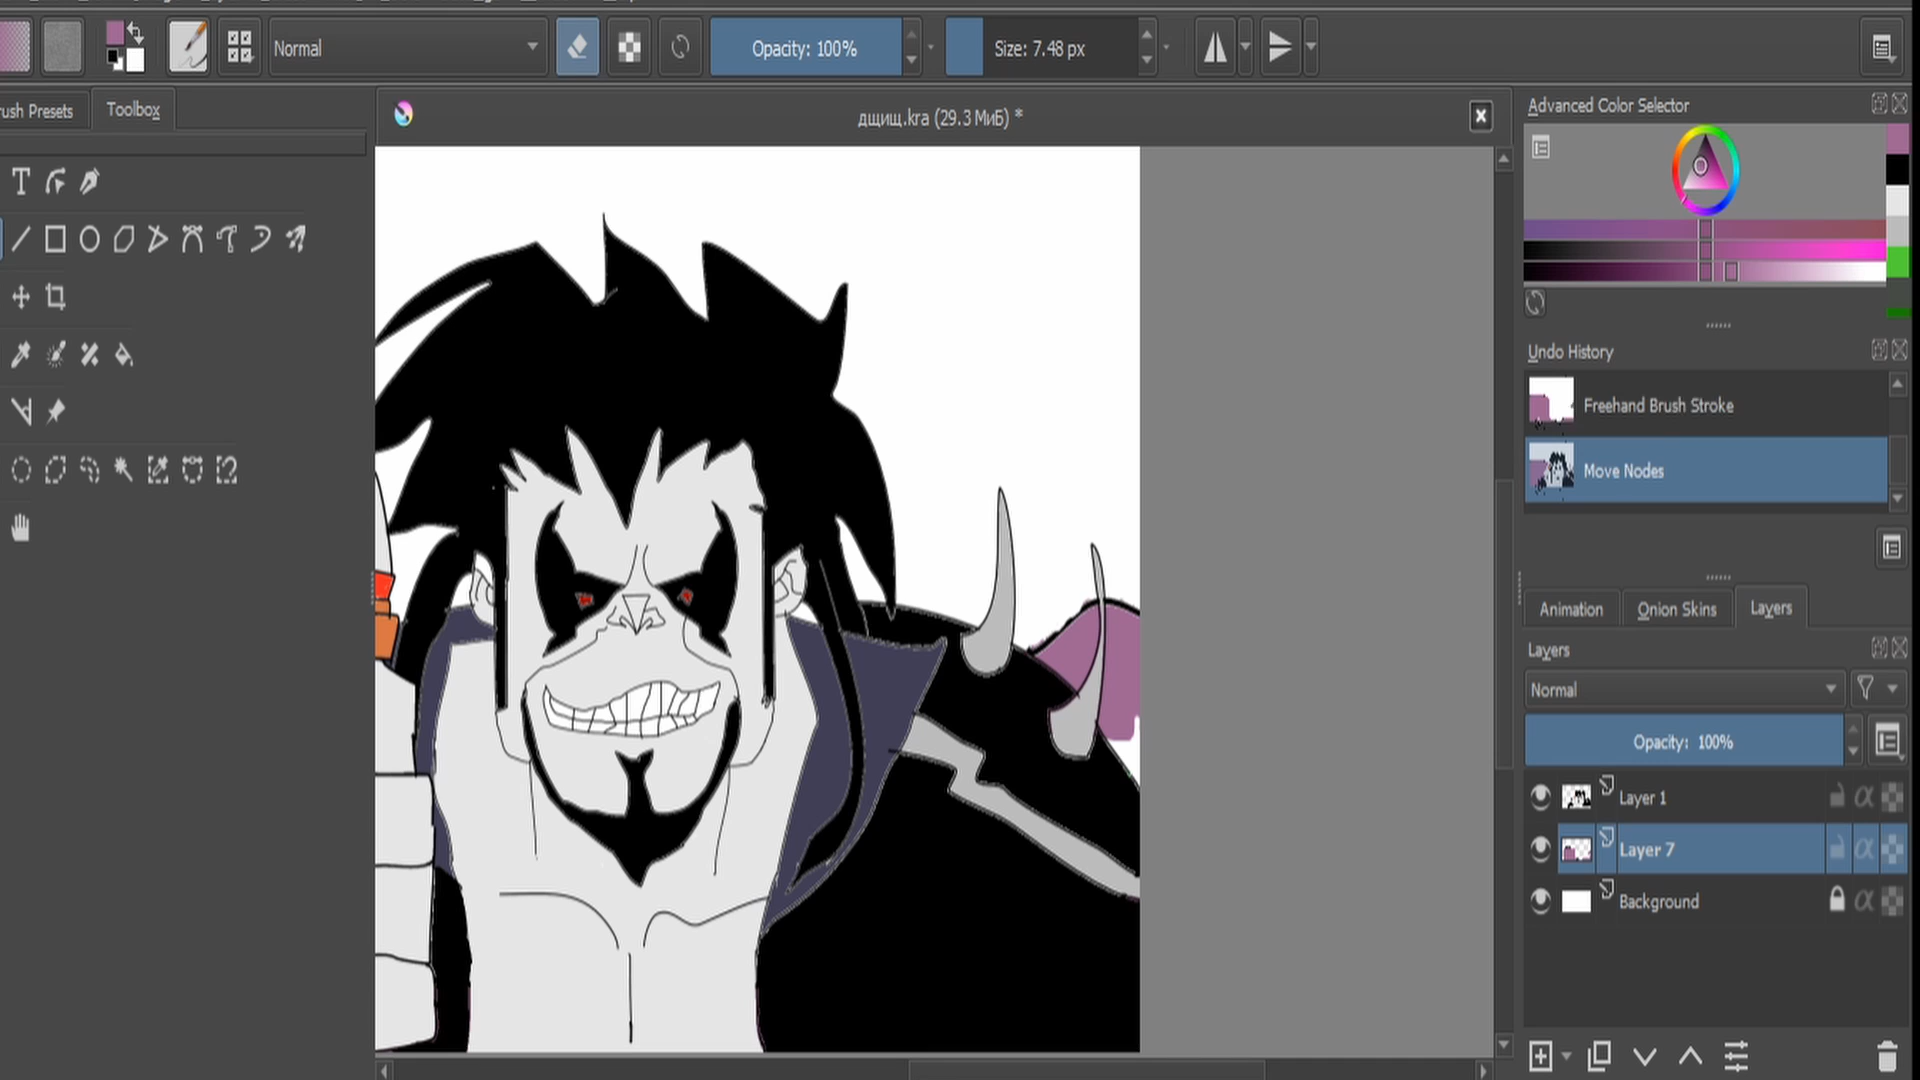 Normal
Opacity: 100%
Size: 7.48 px
ush Presets
Toolbox
дщищ.kra (29.3 МиБ) *
Advanced Color Selector
Undo History
Freehand Brush Stroke
Move Nodes
Animation
Onion Skins
Layers
Layers
Normal
Opacity: 100%
Layer 1
Layer 7
Background